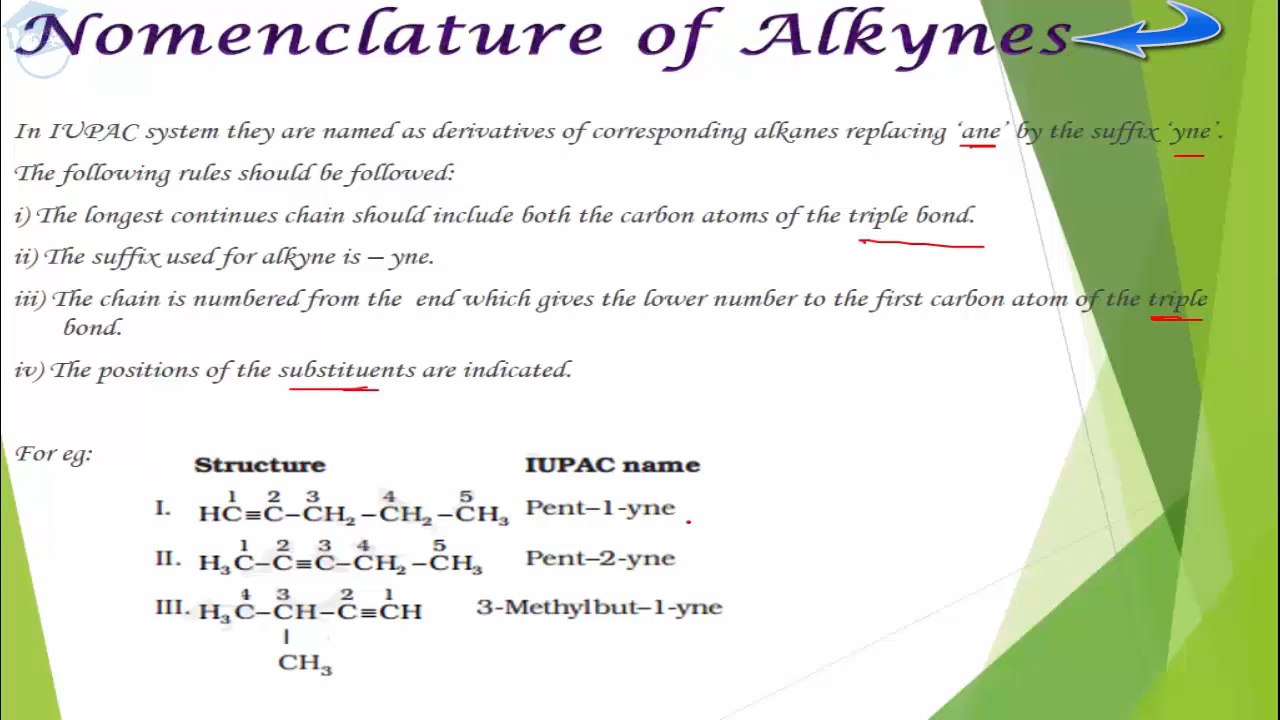 Nomenclature of Alkynes
In IUPAC system they are named as derivatives of corresponding alkanes replacing ‘ane’ by the suffix ‘yne’.
The following rules should be followed:
i) The longest continues chain should include both the carbon atoms of the triple bond.
ii) The suffix used for alkyne is – yne.
iii) The chain is numbered from the end which gives the lower number to the first carbon atom of the triple
bond.
iv) The positions of the substituents are indicated.
For eg:
Structure IUPAC name
1 2 3 4 5
I. HC≡C–CH₂–CH₂–CH₃ Pent–1-yne
1 2 3 4 5
II. H₃C–C≡C–CH₂–CH₃ Pent–2-yne
4 3 2 1
III. H₃C–CH–C≡CH 3-Methylbut–1-yne
|
CH₃